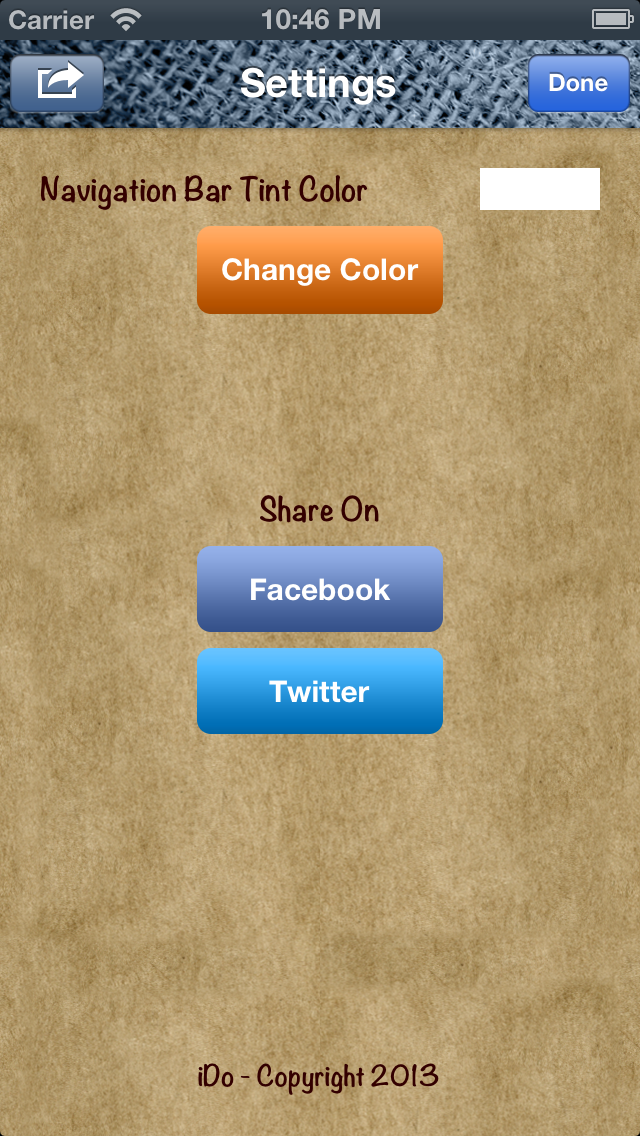 Carrier 10:46 PM
Settings
Done
Navigation Bar Tint Color
Change Color
Share On
Facebook
Twitter
iDo - Copyright 2013